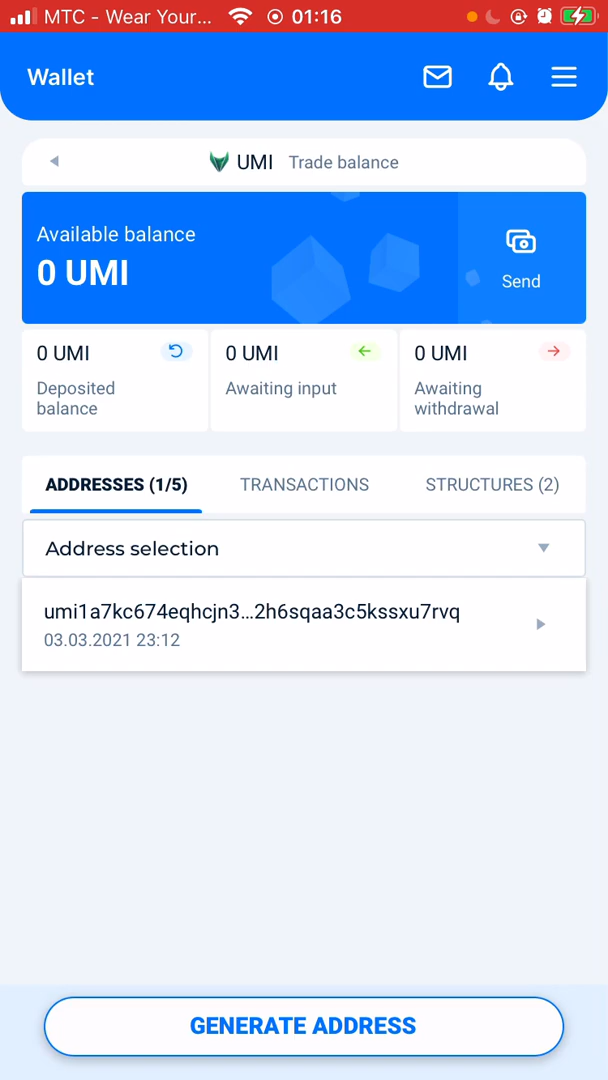 MTC - Wear Your... 01:16
Wallet
UMI Trade balance
Available balance
0 UMI
Send
0 UMI
Deposited
balance
0 UMI
Awaiting input
0 UMI
Awaiting
withdrawal
ADDRESSES (1/5) TRANSACTIONS STRUCTURES (2)
Address selection
umi1a7kc674eqhcjn3...2h6sqaa3c5kssxu7rvq
03.03.2021 23:12
GENERATE ADDRESS